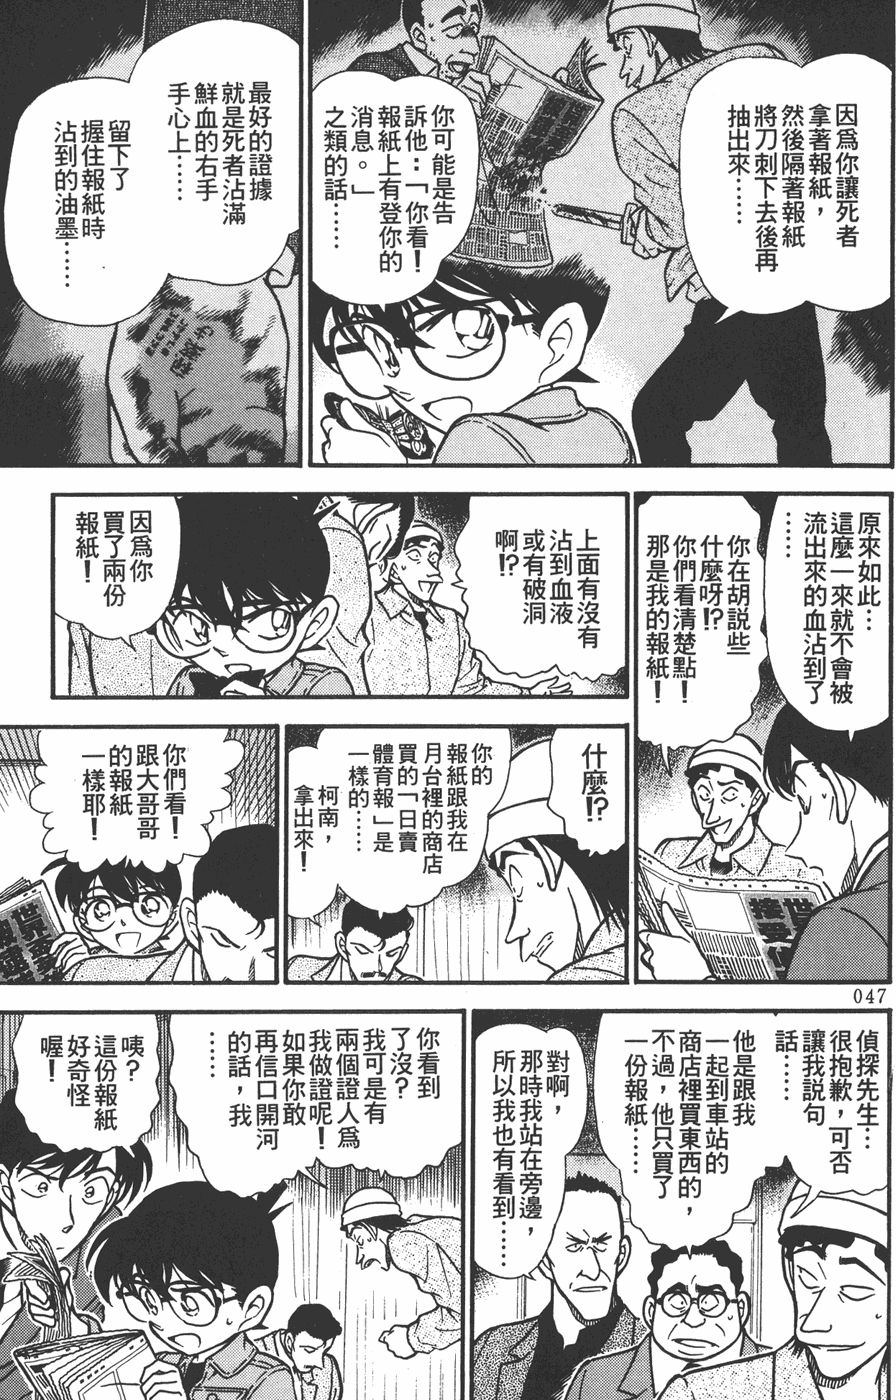 因為你讓死者
拿著報紙，
然後隔著報紙
將刀刺下去後再
抽出來……
你可能是告
訴他：「你看！
報紙上有登你的
消息。」
之類的話……
最好的證據
就是死者沾滿
鮮血的右手
手心上……
留下了
握住報紙時
沾到的油墨……
原來如此…
這麼一來就不會被
流出來的血沾到了
……
你在胡說些
什麼呀!?
你們看清楚點！
那是我的報紙！
上面有沒有
沾到血液
或有破洞
啊!?
因為你
買了兩份
報紙！
什麼!?
你的
報紙跟我在
月台裡的商店
買的「日賣
體育報」是
一樣的……
柯南，
拿出來！
你們看！
跟大哥哥
的報紙
一樣耶！
047
偵探先生…
很抱歉，可否
讓我說句
話……
他是跟我
一起到車站的
商店裡買東西的，
不過，他只買了
一份報紙……
對啊，
那時我站在旁邊，
所以我也有看到……
你看到
了沒？
我可是有
兩個證人為
我做證呢！
如果你敢
再信口開河
的話，我
……
咦？
這份報紙
好奇怪
喔！